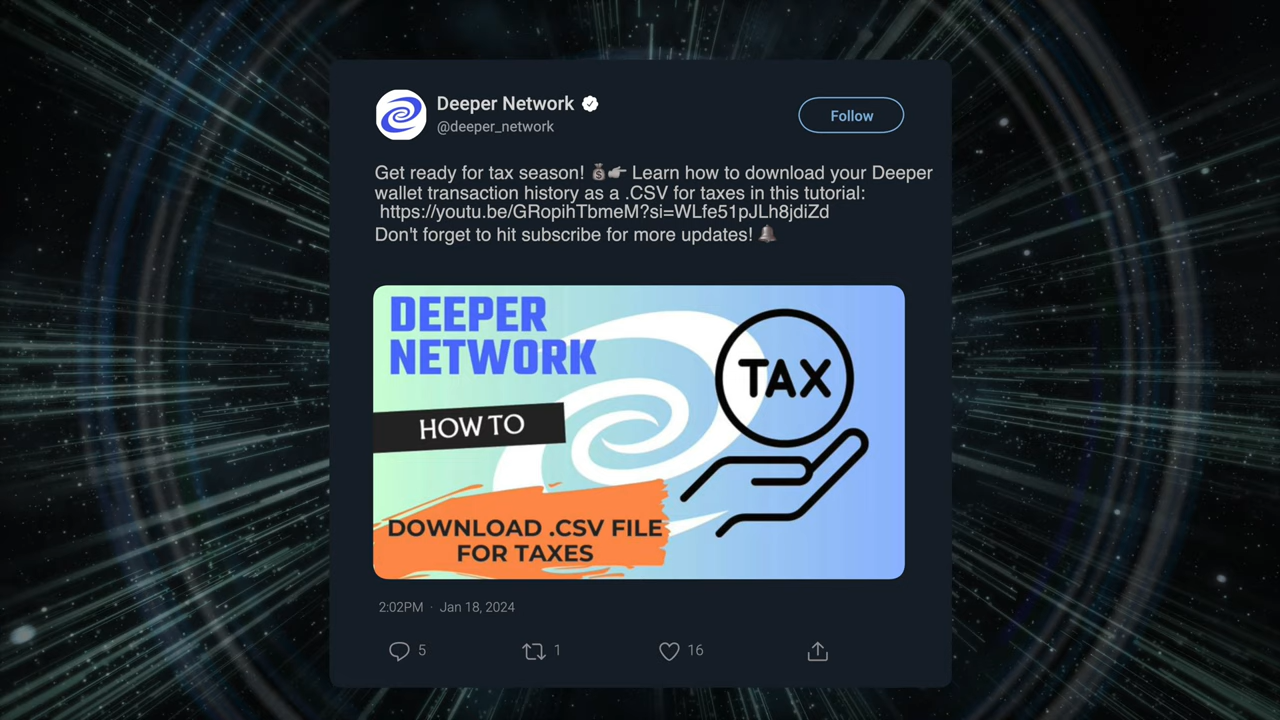 Deeper Network
@deeper_network
Follow
Get ready for tax season! 💰👉 Learn how to download your Deeper
wallet transaction history as a .CSV for taxes in this tutorial:
https://youtu.be/GRopihTbmeM?si=WLfe51pJLh8jdiZd
Don't forget to hit subscribe for more updates! 🔔
DEEPER
NETWORK
HOW TO
TAX
DOWNLOAD .CSV FILE
FOR TAXES
2:02PM · Jan 18, 2024
5
1
16